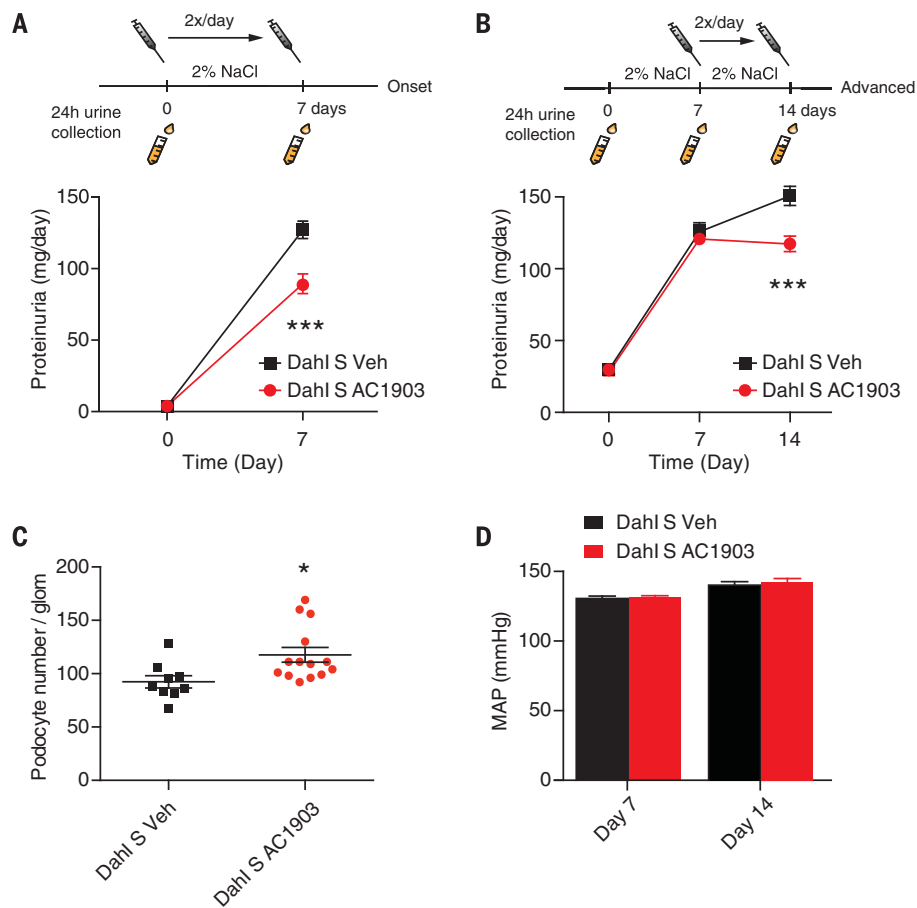 A
2x/day
2% NaCl
Onset
24h urine
collection
0
7 days
150
100
50
0
Proteinuria (mg/day)
***
Dahl S Veh
Dahl S AC1903
0
7
Time (Day)
B
2x/day
2% NaCl
2% NaCl
Advanced
24h urine
collection
0
7
14 days
150
100
50
0
Proteinuria (mg/day)
***
Dahl S Veh
Dahl S AC1903
0
7
14
Time (Day)
C
200
150
100
50
0
Podocyte number / glom
*
Dahl S Veh
Dahl S AC1903
D
Dahl S Veh
Dahl S AC1903
150
100
50
0
MAP (mmHg)
Day 7
Day 14